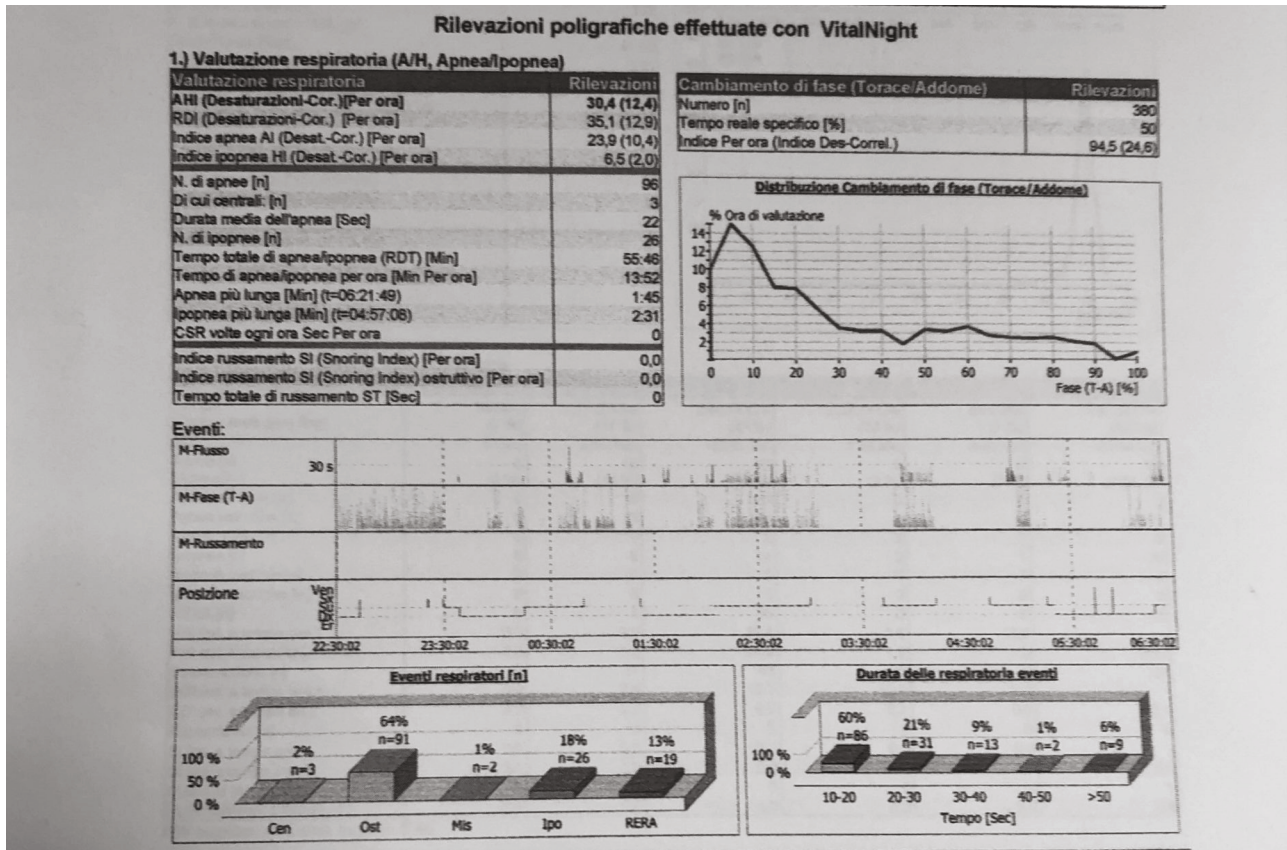 Rilevazioni poligrafiche effettuate con VitalNight
1.) Valutazione respiratoria (A/H, Apnea/Ipopnea)
Valutazione respiratoria Rilevazioni
AHI (Desaturazioni-Cor.)[Per ora] 30,4 (12,4)
RDI (Desaturazioni-Cor.) [Per ora] 35,1 (12,9)
Indice apnea AI (Desat.-Cor.) [Per ora] 23,9 (10,4)
Indice ipopnea HI (Desat.-Cor.) [Per ora] 6,5 (2,0)
N. di apnee [n] 96
Di cui centrali: [n] 3
Durata media dell'apnea [Sec] 22
N. di ipopnee [n] 26
Tempo totale di apnea/ipopnea (RDT) [Min] 55:46
Tempo di apnea/ipopnea per ora [Min Per ora] 13:52
Apnea più lunga [Min] (t=06:21:49) 1:45
Ipopnea più lunga [Min] (t=04:57:08) 2:31
CSR volte ogni ora Sec Per ora 0
Indice russamento SI (Snoring Index) [Per ora] 0,0
Indice russamento SI (Snoring Index) ostruttivo [Per ora] 0,0
Tempo totale di russamento ST [Sec] 0
Cambiamento di fase (Torace/Addome) Rilevazioni
Numero [n] 380
Tempo reale specifico [%] 50
Indice Per ora (Indice Des-Correl.) 94,5 (24,6)
Distribuzione Cambiamento di fase (Torace/Addome)
% Ora di valutazione
14
12
10
8
6
4
2
0 10 20 30 40 50 60 70 80 90 100
Fase (T-A) [%]
Eventi:
M-Flusso
30 s
M-Fase (T-A)
M-Russamento
Posizione
22:30:02 23:30:02 00:30:02 01:30:02 02:30:02 03:30:02 04:30:02 05:30:02 06:30:02
Eventi respiratori [n]
2% 64% 1% 18% 13%
n=3 n=91 n=2 n=26 n=19
100 %
50 %
0 %
Cen Ost Mis Ipo RERA
Durata delle respiratoria eventi
60% 21% 9% 1% 6%
n=86 n=31 n=13 n=2 n=9
100 %
0 %
10-20 20-30 30-40 40-50 >50
Tempo [Sec]